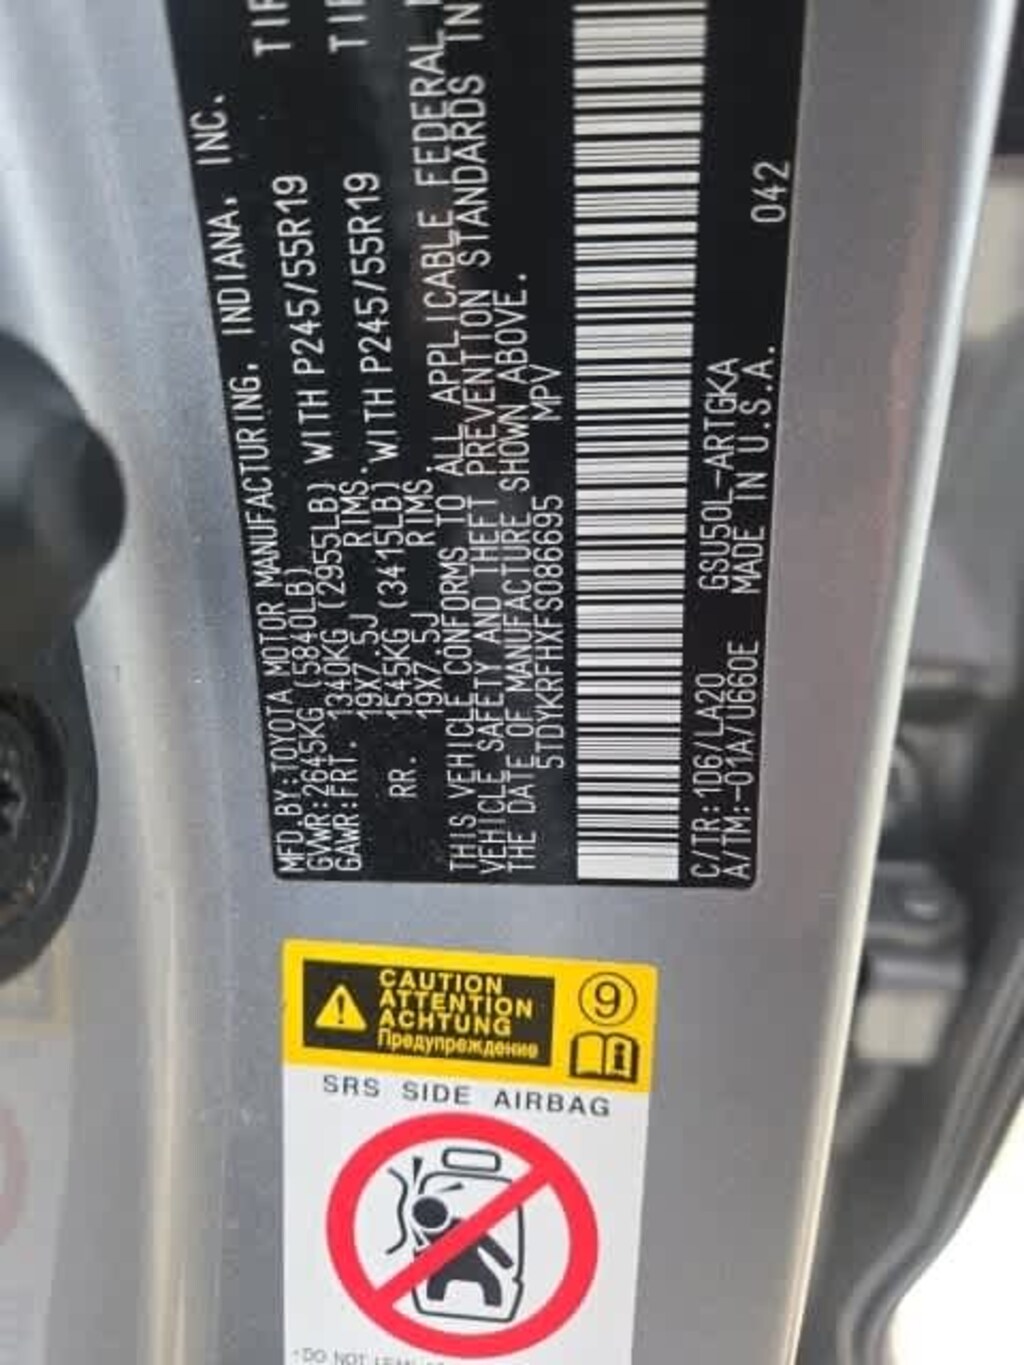 MFD.BY:TOYOTA MOTOR MANUFACTURING, INDIANA, INC.
GVWR:2645KG (5840LB)
GAWR:FRT. 1340KG (2955LB) WITH P245/55R19
19X7.5J RIMS.
RR. 1545KG (3415LB) WITH P245/55R19
19X7.5J RIMS.
THIS VEHICLE CONFORMS TO ALL APPLICABLE FEDERAL
VEHICLE SAFETY AND THEFT PREVENTION STANDARDS IN
THE DATE OF MANUFACTURE SHOWN ABOVE.
5TDYKRFHXFS086695 MPV
C/TR:1D6/LA20 GSU50L-ARTGKA
A/TM:-01A/U660E MADE IN U.S.A. 042
CAUTION
ATTENTION
ACHTUNG
Предупреждение
9
i
SRS SIDE AIRBAG
DO NOT